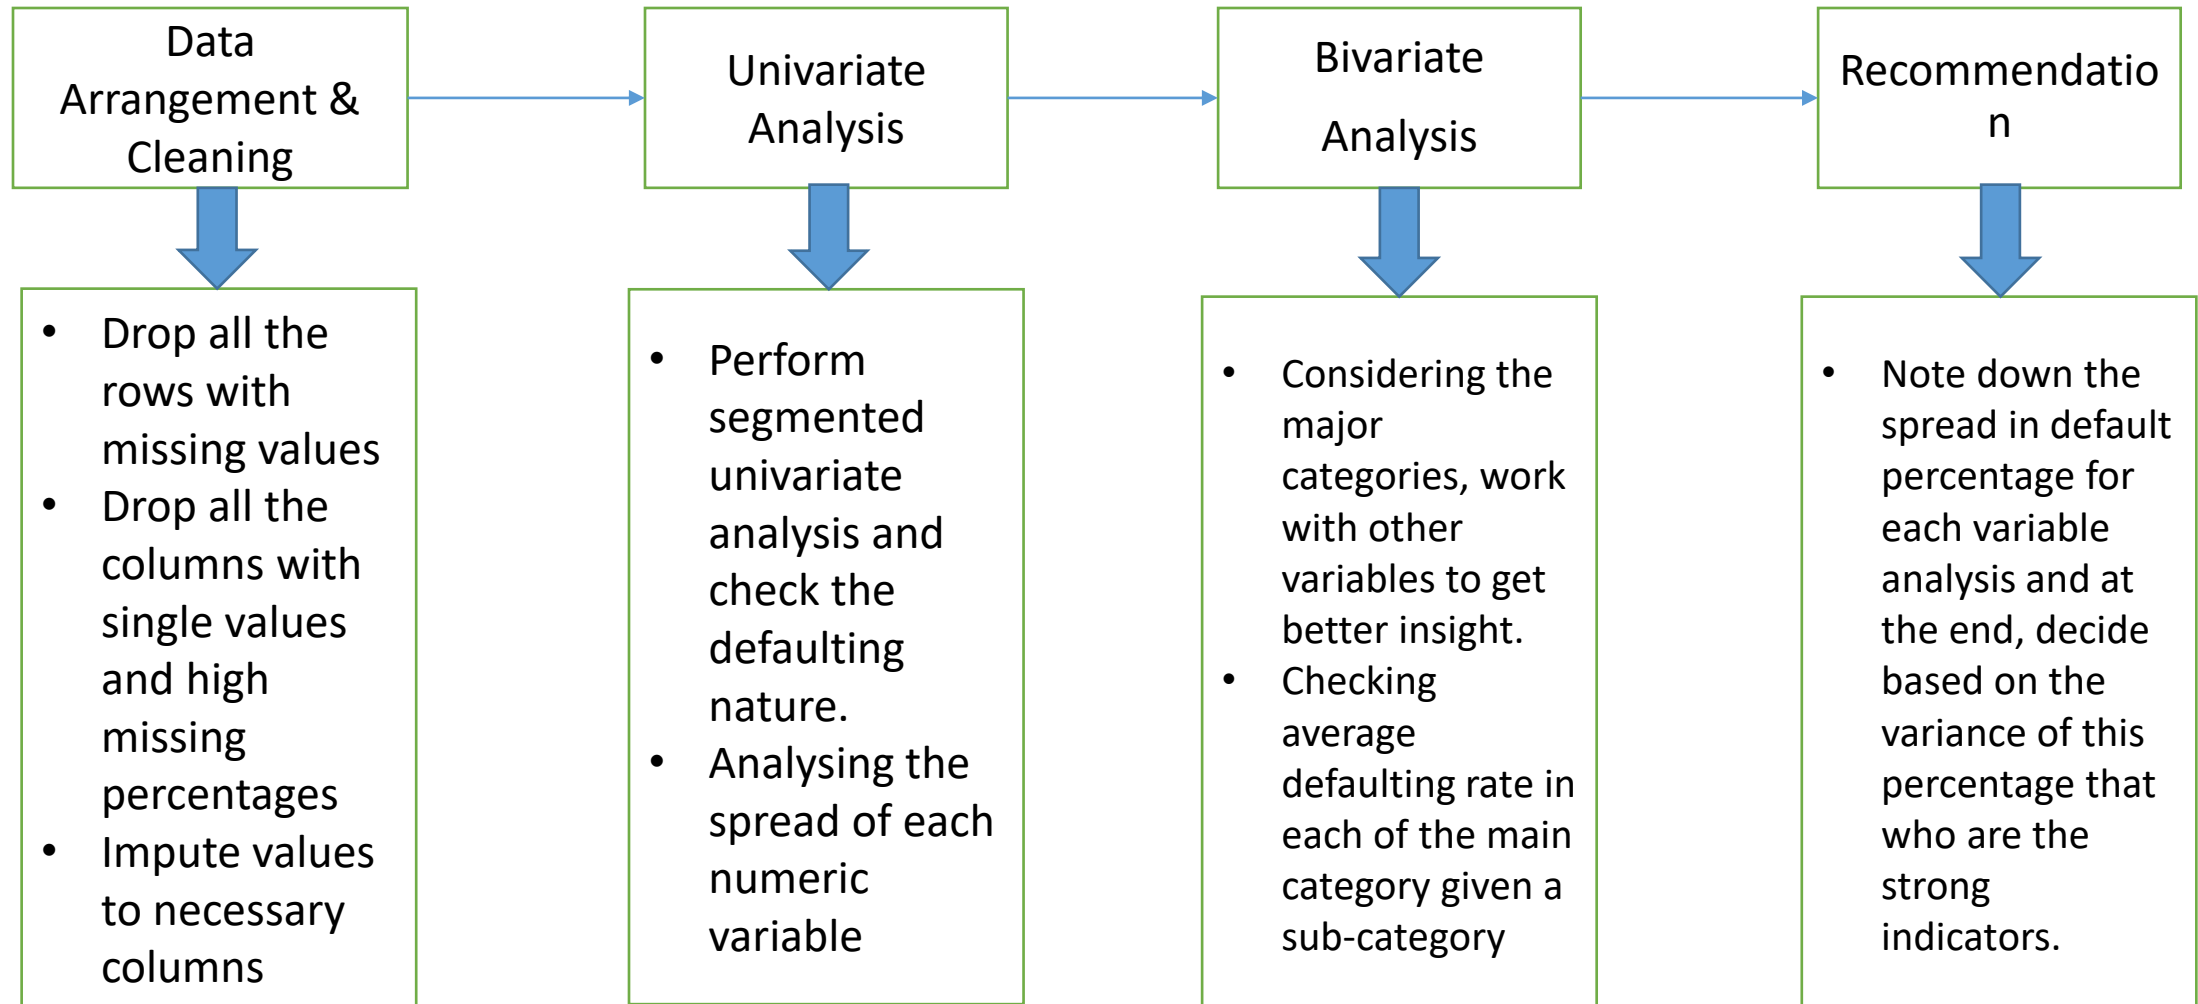 Data
Arrangement &
Cleaning
Univariate
Analysis
Bivariate
Analysis
Recommendatio
n
• Drop all the
rows with
missing values
• Drop all the
columns with
single values
and high
missing
percentages
• Impute values
to necessary
columns
• Perform
segmented
univariate
analysis and
check the
defaulting
nature.
• Analysing the
spread of each
numeric
variable
• Considering the
major
categories, work
with other
variables to get
better insight.
• Checking
average
defaulting rate in
each of the main
category given a
sub-category
• Note down the
spread in default
percentage for
each variable
analysis and at
the end, decide
based on the
variance of this
percentage that
who are the
strong
indicators.